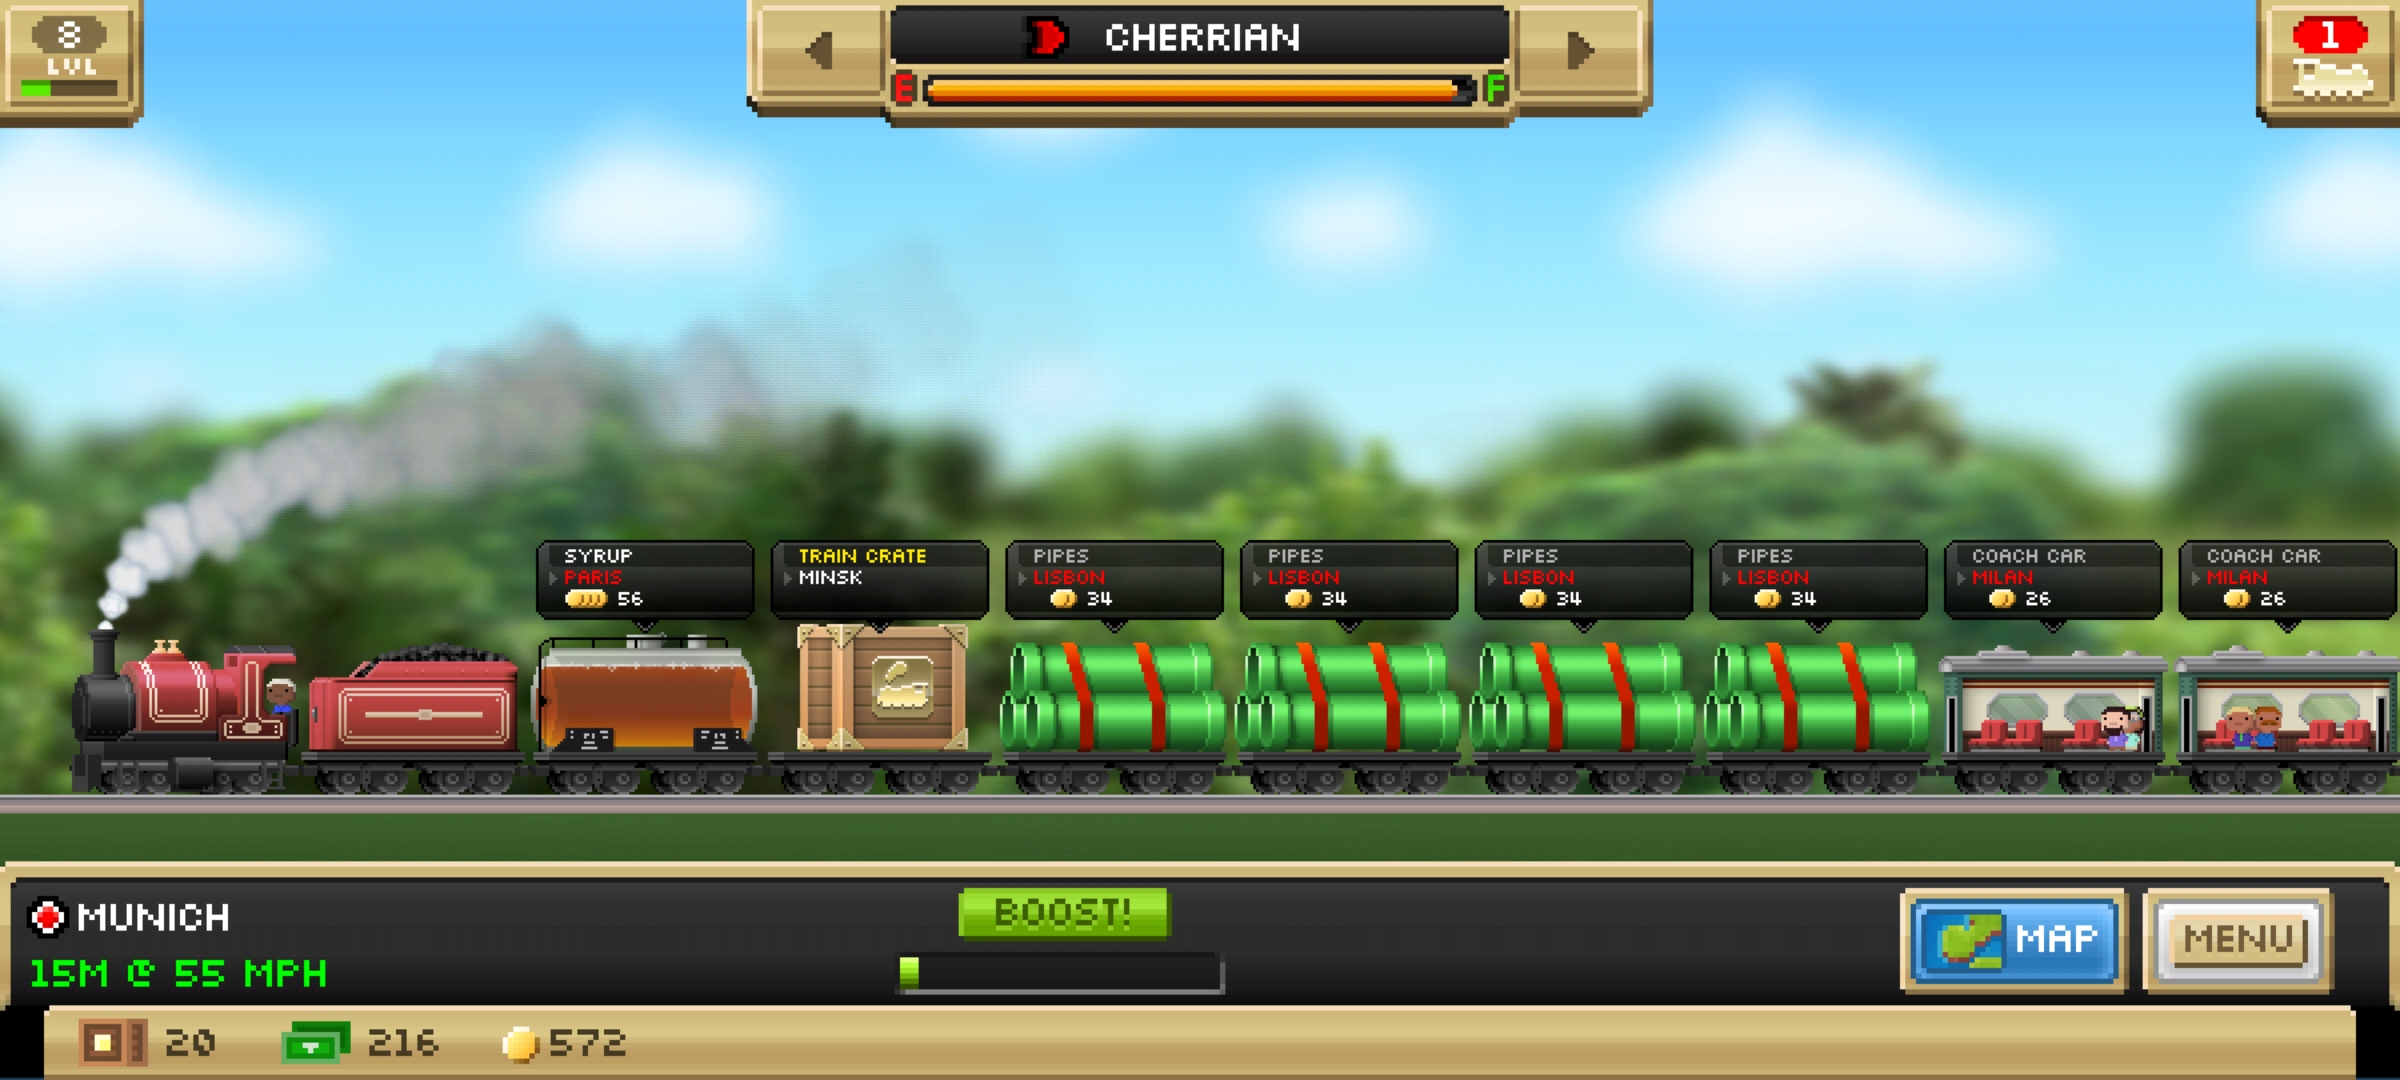 8
LVL
CHERRIAN
E
F
1
SYRUP
PARIS
56
TRAIN CRATE
MINSK
PIPES
LISBON
34
PIPES
LISBON
34
PIPES
LISBON
34
PIPES
LISBON
34
COACH CAR
MILAN
26
COACH CAR
MILAN
26
MUNICH
15M @ 55 MPH
BOOST!
MAP
MENU
20
216
572